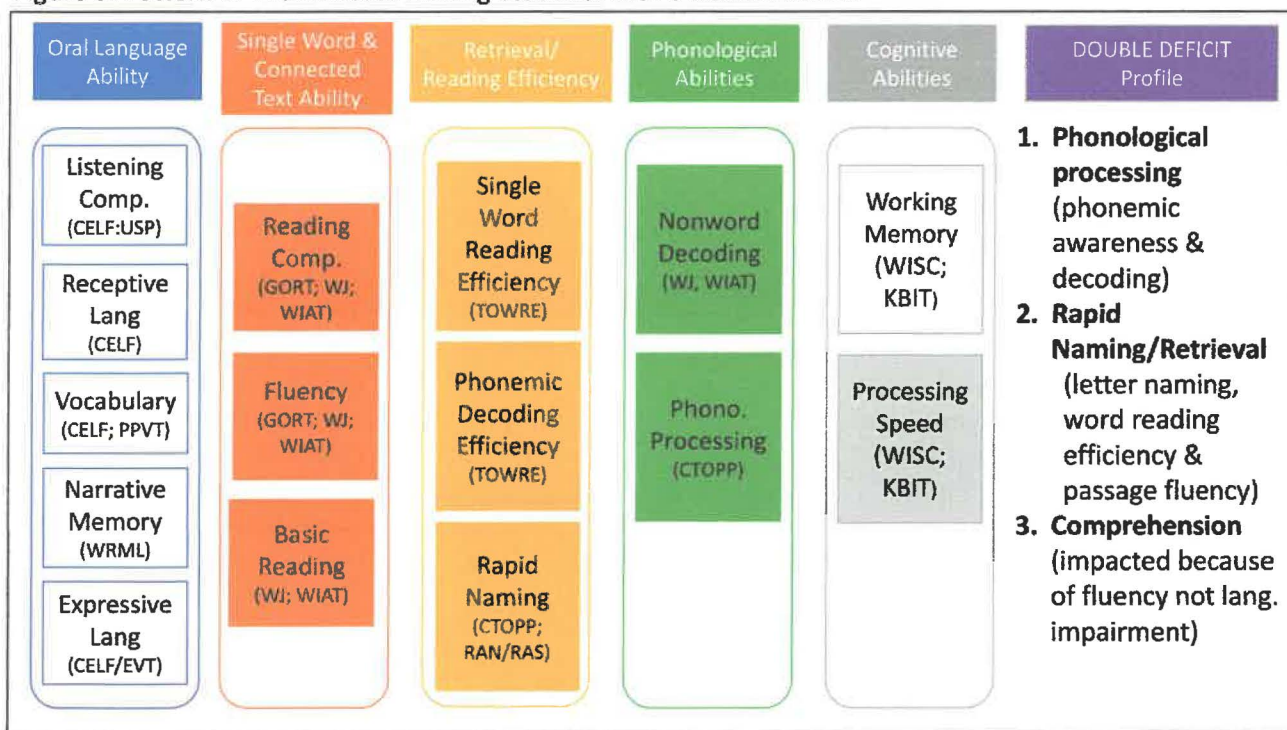 Oral Language
Ability
Single Word &
Connected
Text Ability
Retrieval/
Reading Efficiency
Phonological
Abilities
Cognitive
Abilities
DOUBLE DEFICIT
Profile
Listening
Comp.
(CELF:USP)
Receptive
Lang
(CELF)
Vocabulary
(CELF; PPVT)
Narrative
Memory
(WRML)
Expressive
Lang
(CELF/EVT)
Reading
Comp.
(GORT; WJ;
WIAT)
Fluency
(GORT; WJ;
WIAT)
Basic
Reading
(WJ; WIAT)
Single
Word
Reading
Efficiency
(TOWRE)
Phonemic
Decoding
Efficiency
(TOWRE)
Rapid
Naming
(CTOPP;
RAN/RAS)
Nonword
Decoding
(WJ, WIAT)
Phono.
Processing
(CTOPP)
Working
Memory
(WISC;
KBIT)
Processing
Speed
(WISC;
KBIT)
1. Phonological
processing
(phonemic
awareness &
decoding)
2. Rapid
Naming/Retrieval
(letter naming,
word reading
efficiency &
passage fluency)
3. Comprehension
(impacted because
of fluency not lang.
impairment)